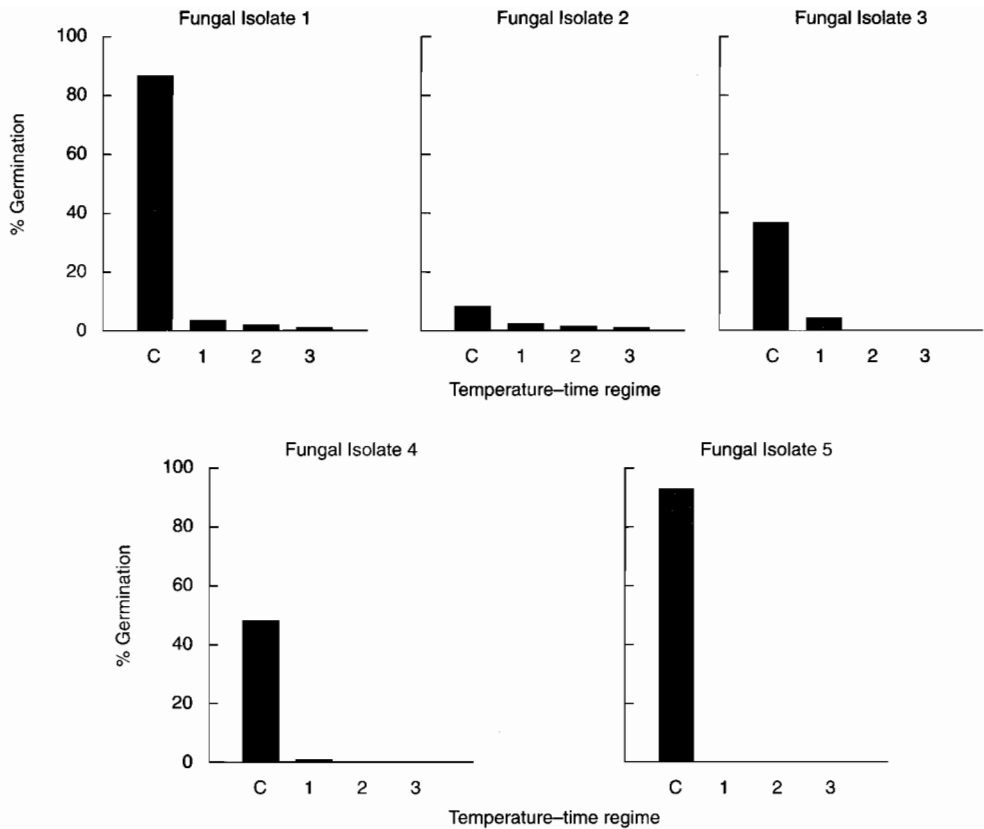 Fungal Isolate 1 Fungal Isolate 2 Fungal Isolate 3
100
80
60
40
20
0
% Germination
C 1 2 3 C 1 2 3 C 1 2 3
Temperature–time regime
Fungal Isolate 4 Fungal Isolate 5
100
80
60
40
20
0
% Germination
C 1 2 3 C 1 2 3
Temperature–time regime